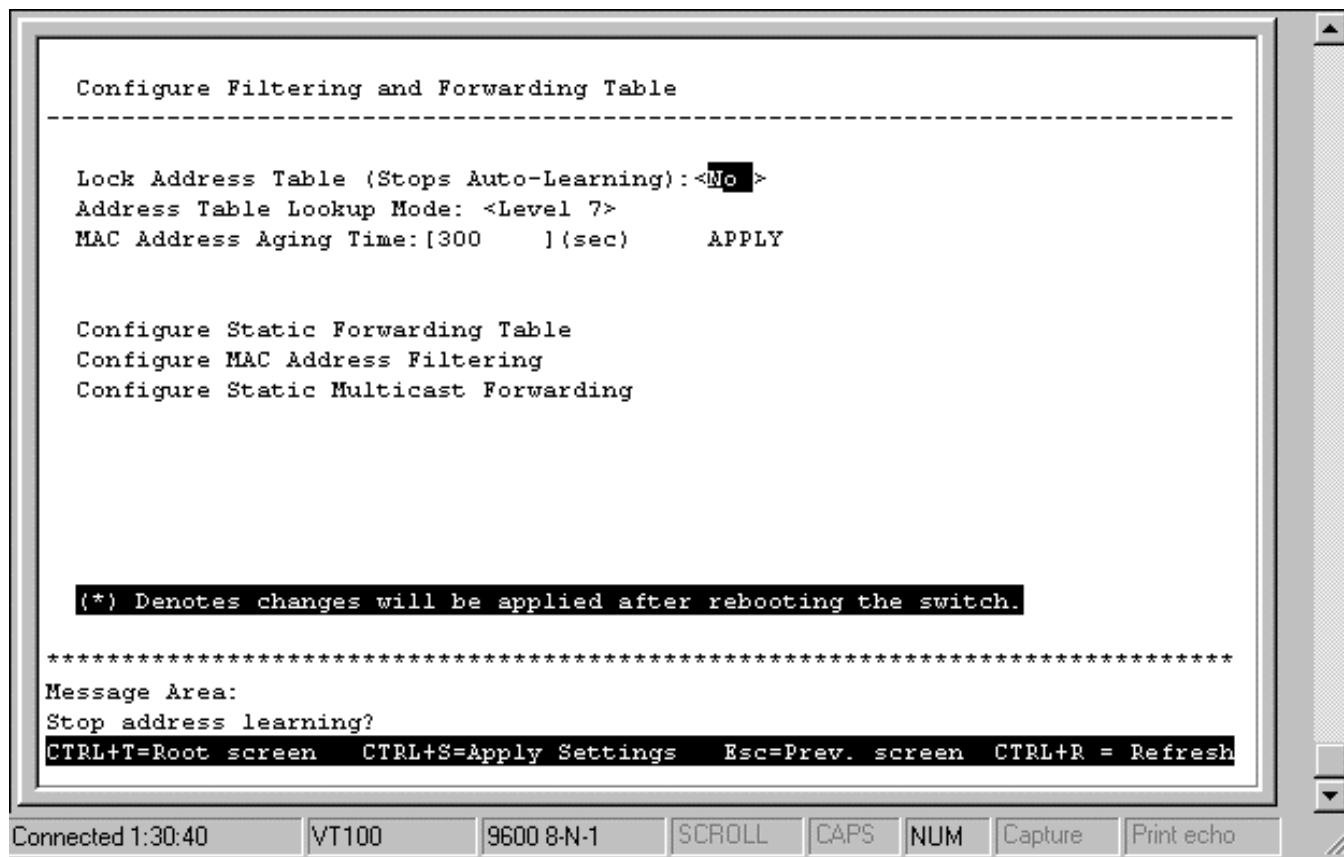 Configure Filtering and Forwarding Table
--------------------------------------------------------------------------------
Lock Address Table (Stops Auto-Learning):<No >
Address Table Lookup Mode: <Level 7>
MAC Address Aging Time:[300    ](sec)     APPLY
Configure Static Forwarding Table
Configure MAC Address Filtering
Configure Static Multicast Forwarding
(*) Denotes changes will be applied after rebooting the switch.
********************************************************************************
Message Area:
Stop address learning?
CTRL+T=Root screen   CTRL+S=Apply Settings   Esc=Prev. screen  CTRL+R = Refresh
Connected 1:30:40 VT100 9600 8-N-1 SCROLL CAPS NUM Capture Print echo